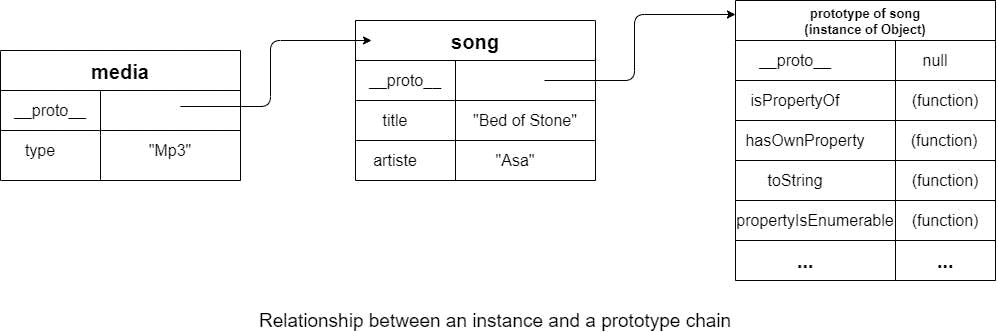 media
__proto__
type "Mp3"
song
__proto__
title "Bed of Stone"
artiste "Asa"
prototype of song
(instance of Object)
__proto__ null
isPropertyOf (function)
hasOwnProperty (function)
toString (function)
propertyIsEnumerable (function)
... ...
Relationship between an instance and a prototype chain